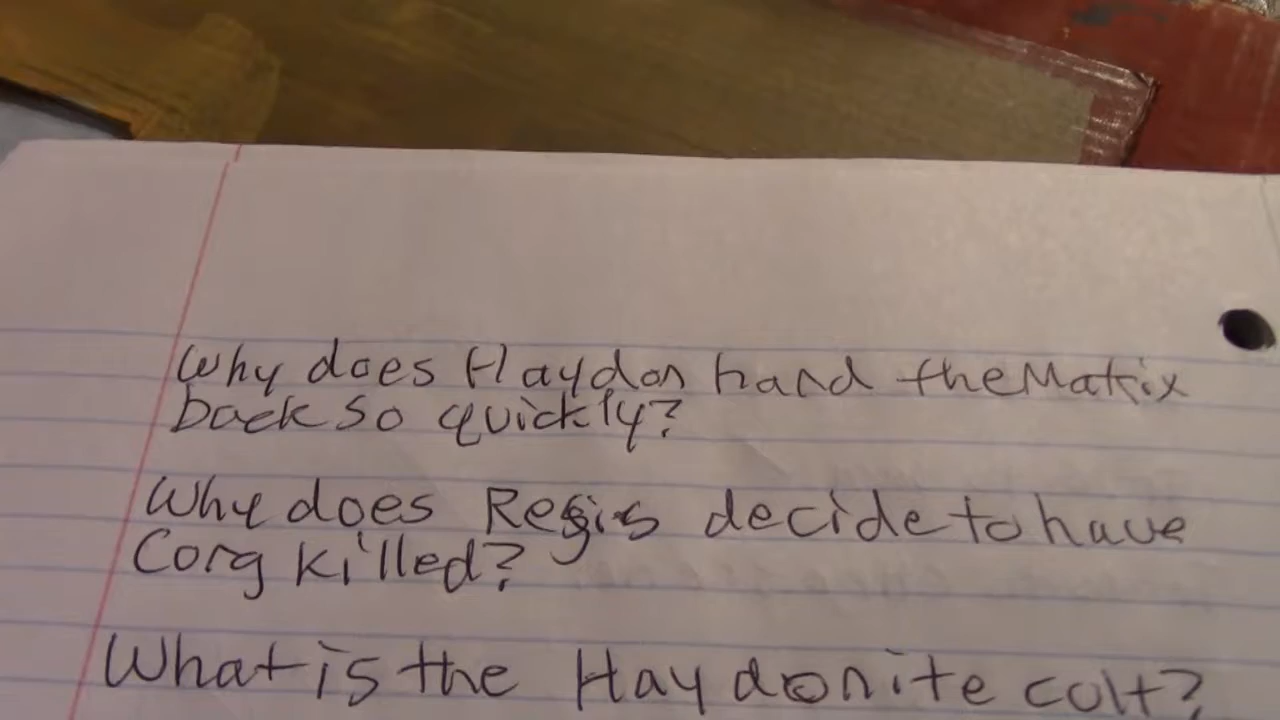 Why does Haydon hand the Matrix
back so quickly?
Why does Regis decide to have
Corg killed?
What is the Haydonite cult?